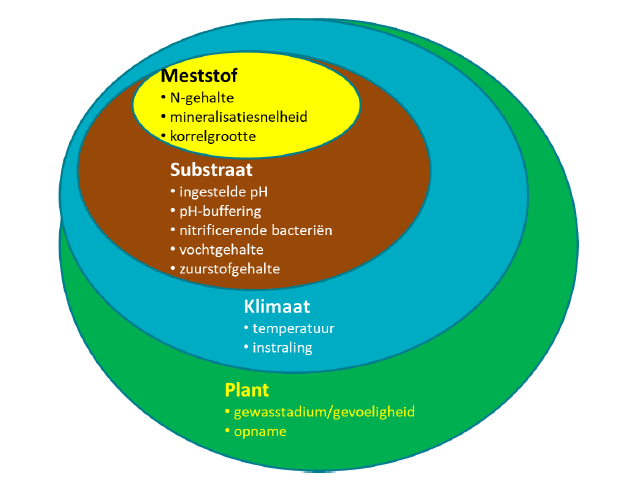 Meststof
• N-gehalte
• mineralisatiesnelheid
• korrelgrootte
Substraat
• ingestelde pH
• pH-buffering
• nitrificerende bacteriën
• vochtgehalte
• zuurstofgehalte
Klimaat
• temperatuur
• instraling
Plant
• gewasstadium/gevoeligheid
• opname